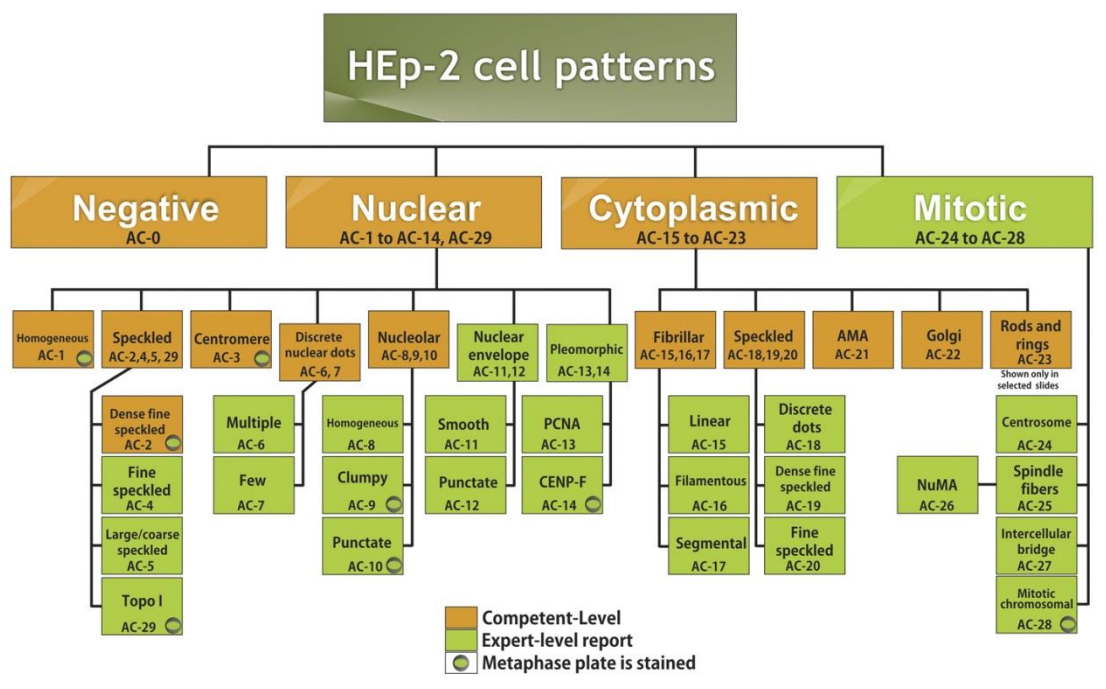 HEp-2 cell patterns
Negative
AC-0
Nuclear
AC-1 to AC-14, AC-29
Cytoplasmic
AC-15 to AC-23
Mitotic
AC-24 to AC-28
Homogeneous
AC-1
Speckled
AC-2,4,5, 29
Centromere
AC-3
Discrete
nuclear dots
AC-6, 7
Nucleolar
AC-8,9,10
Nuclear
envelope
AC-11,12
Pleomorphic
AC-13,14
Fibrillar
AC-15,16,17
Speckled
AC-18,19,20
AMA
AC-21
Golgi
AC-22
Rods and
rings
AC-23
Shown only in
selected slides
Dense fine
speckled
AC-2
Fine
speckled
AC-4
Large/coarse
speckled
AC-5
Topo I
AC-29
Multiple
AC-6
Few
AC-7
Homogeneous
AC-8
Clumpy
AC-9
Punctate
AC-10
Smooth
AC-11
Punctate
AC-12
PCNA
AC-13
CENP-F
AC-14
Linear
AC-15
Filamentous
AC-16
Segmental
AC-17
Discrete
dots
AC-18
Dense fine
speckled
AC-19
Fine
speckled
AC-20
Centrosome
AC-24
NuMA
AC-26
Spindle
fibers
AC-25
Intercellular
bridge
AC-27
Mitotic
chromosomal
AC-28
Competent-Level
Expert-level report
Metaphase plate is stained